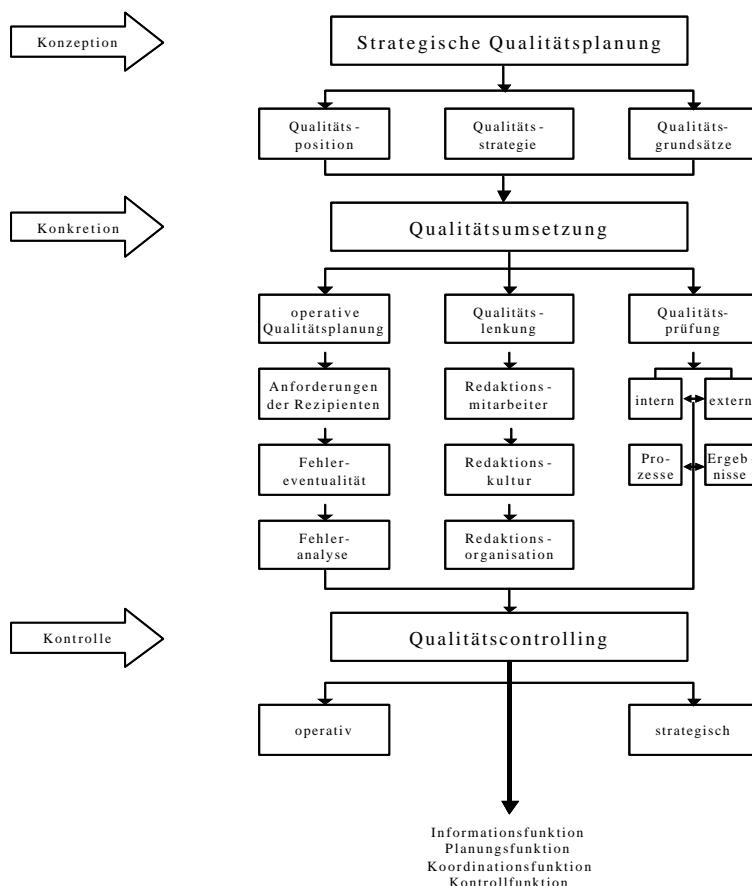 Konzeption
Strategische Qualitätsplanung
Qualitäts-
position
Qualitäts-
strategie
Qualitäts-
grundsätze
Konkretion
Qualitätsumsetzung
operative
Qualitätsplanung
Qualitäts-
lenkung
Qualitäts-
prüfung
Anforderungen
der Rezipienten
Redaktions-
mitarbeiter
intern
extern
Fehler-
eventualität
Redaktions-
kultur
Pro-
zesse
Ergeb-
nisse
Fehler-
analyse
Redaktions-
organisation
Kontrolle
Qualitätscontrolling
operativ
strategisch
Informationsfunktion
Planungsfunktion
Koordinationsfunktion
Kontrollfunktion